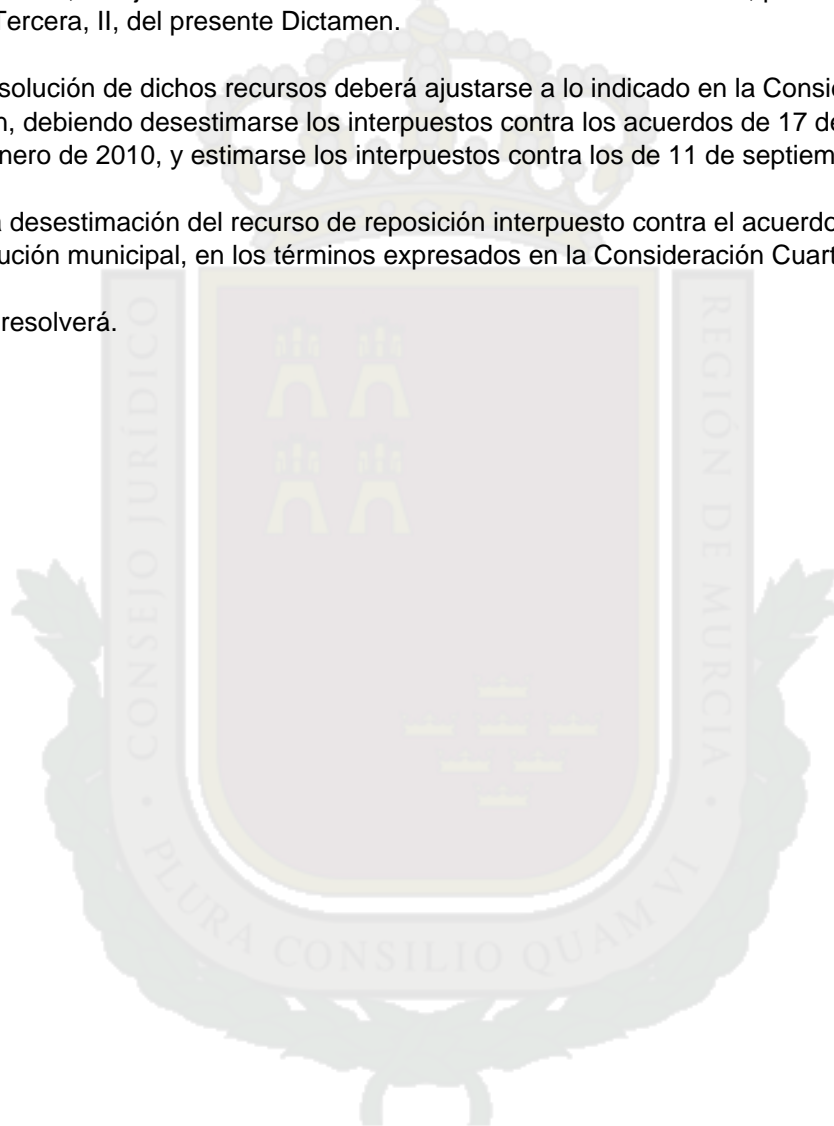 Tercera, II, del presente Dictamen.
solución de dichos recursos deberá ajustarse a lo indicado en la
n, debiendo desestimarse los interpuestos contra los acuerdos de 17 de
nero de 2010, y estimarse los interpuestos contra los de 11 de
desestimación del recurso de reposición interpuesto contra el acuerdo
ución municipal, en los términos expresados en la Consideración
resolverá.
CONSEJO JURÍDICO
REGIÓN DE MURCIA
PLURA CONSILIO QUAM VI